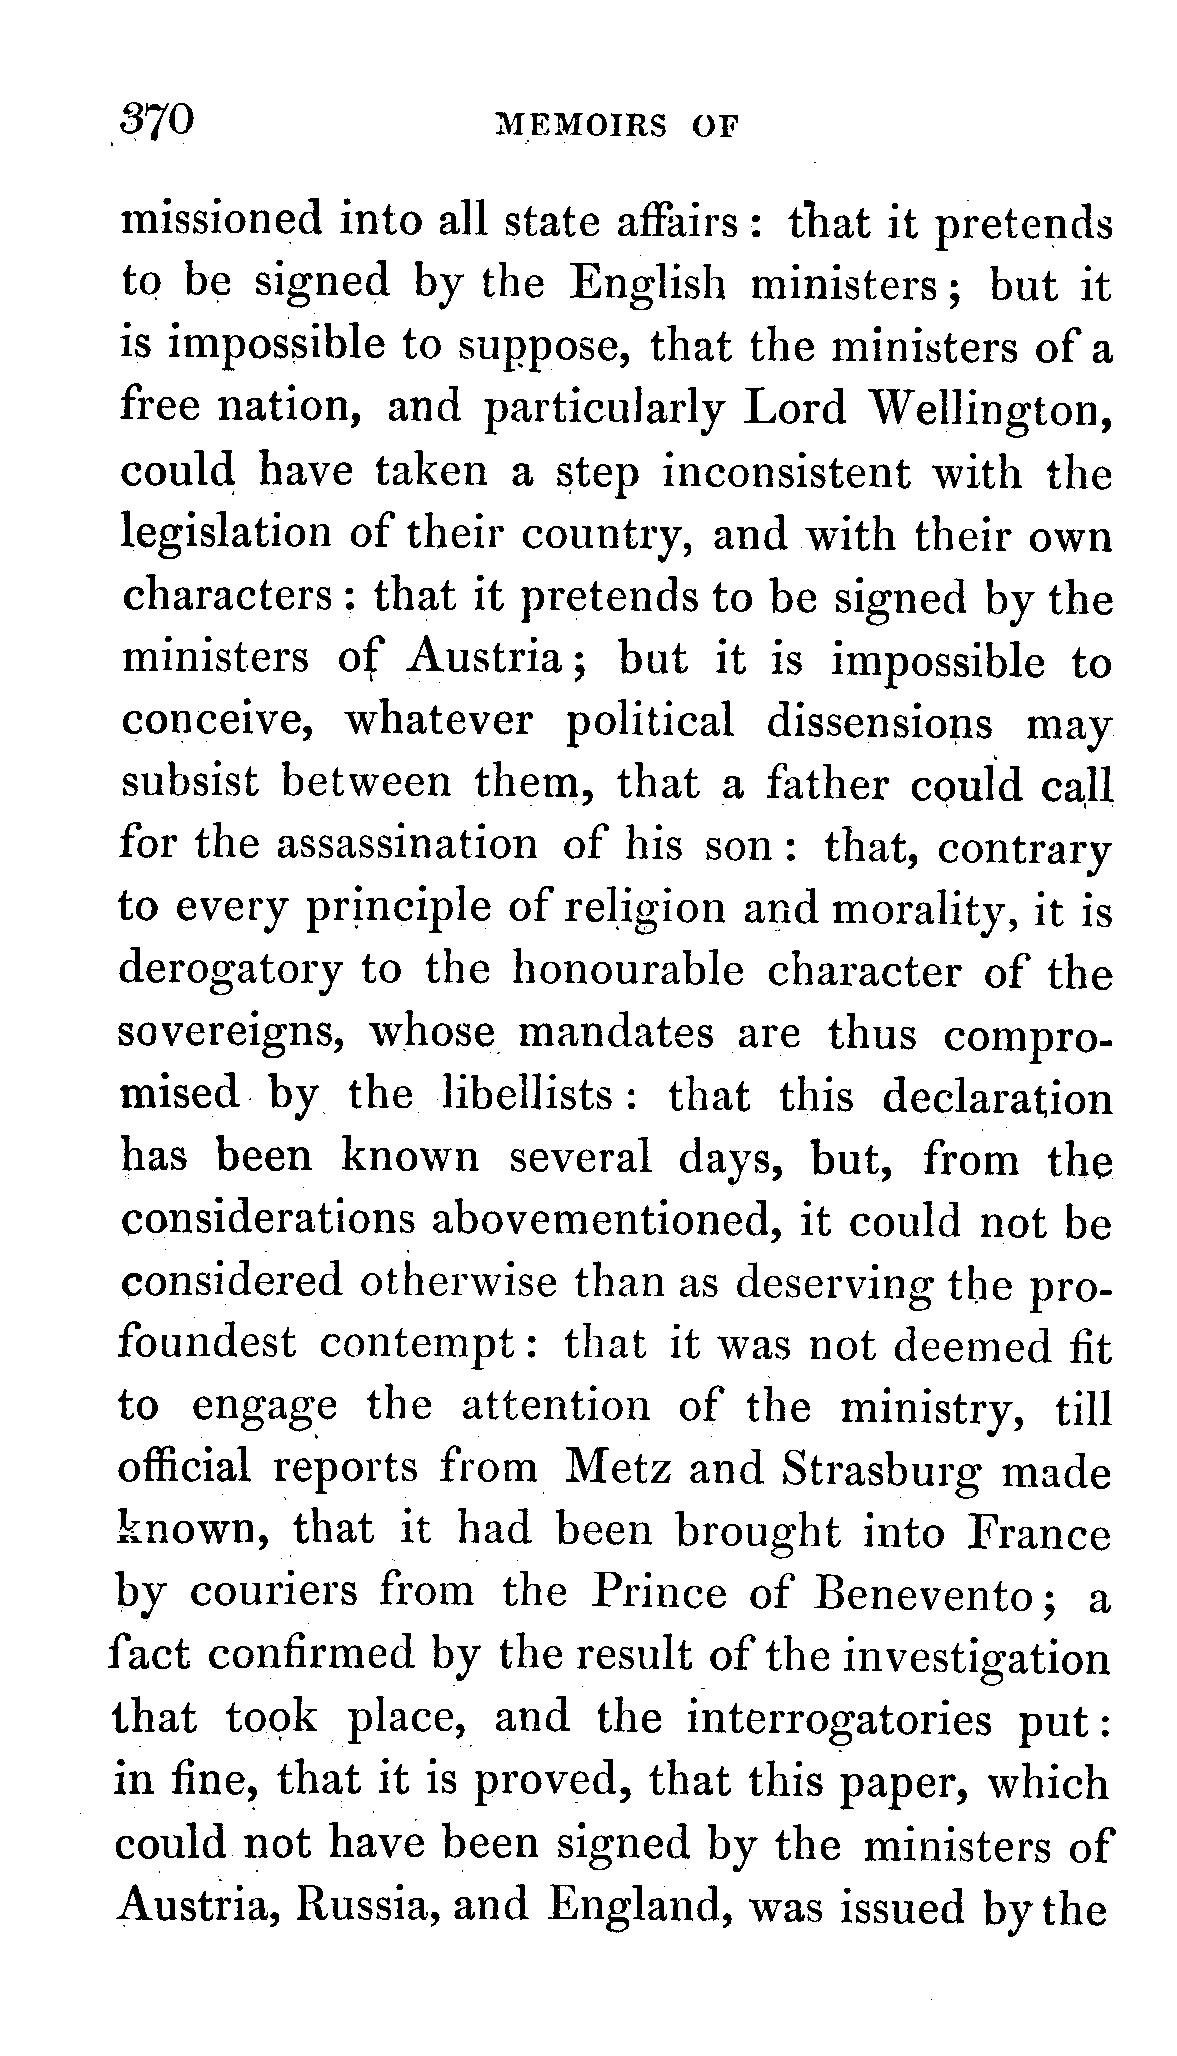 370 MEMOIRS OF
missioned into all state affairs : that it pretends
to be signed by the English ministers ; but it
is impossible to suppose, that the ministers of a
free nation, and particularly Lord Wellington,
could have taken a step inconsistent with the
legislation of their country, and with their own
characters : that it pretends to be signed by the
ministers of Austria ; but it is impossible to
conceive, whatever political dissensions may
subsist between them, that a father could call
for the assassination of his son : that, contrary
to every principle of religion and morality, it is
derogatory to the honourable character of the
sovereigns, whose mandates are thus compro-
mised by the libellists : that this declaration
has been known several days, but, from the
considerations abovementioned, it could not be
considered otherwise than as deserving the pro-
foundest contempt : that it was not deemed fit
to engage the attention of the ministry, till
official reports from Metz and Strasburg made
known, that it had been brought into France
by couriers from the Prince of Benevento ; a
fact confirmed by the result of the investigation
that took place, and the interrogatories put :
in fine, that it is proved, that this paper, which
could not have been signed by the ministers of
Austria, Russia, and England, was issued by the